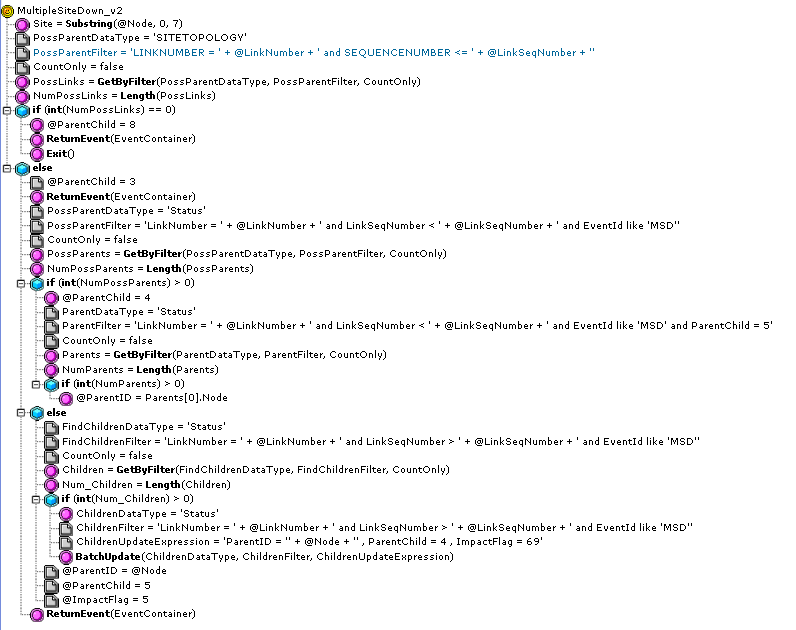 MultipleSiteDown_v2
Site = Substring(@Node, 0, 7)
PossParentDataType = 'SITETOPOLOGY'
PossParentFilter = 'LINKNUMBER = ' + @LinkNumber + ' and SEQUENCENUMBER <= ' + @LinkSeqNumber + ''
CountOnly = false
PossLinks = GetByFilter(PossParentDataType, PossParentFilter, CountOnly)
NumPossLinks = Length(PossLinks)
if (int(NumPossLinks) == 0)
@ParentChild = 8
ReturnEvent(EventContainer)
Exit()
else
@ParentChild = 3
ReturnEvent(EventContainer)
PossParentDataType = 'Status'
PossParentFilter = 'LinkNumber = ' + @LinkNumber + ' and LinkSeqNumber < ' + @LinkSeqNumber + ' and EventId like 'MSD''
CountOnly = false
PossParents = GetByFilter(PossParentDataType, PossParentFilter, CountOnly)
NumPossParents = Length(PossParents)
if (int(NumPossParents) > 0)
@ParentChild = 4
ParentDataType = 'Status'
ParentFilter = 'LinkNumber = ' + @LinkNumber + ' and LinkSeqNumber < ' + @LinkSeqNumber + ' and EventId like 'MSD' and ParentChild = 5'
CountOnly = false
Parents = GetByFilter(ParentDataType, ParentFilter, CountOnly)
NumParents = Length(Parents)
if (int(NumParents) > 0)
@ParentID = Parents[0].Node
else
FindChildrenDataType = 'Status'
FindChildrenFilter = 'LinkNumber = ' + @LinkNumber + ' and LinkSeqNumber > ' + @LinkSeqNumber + ' and EventId like 'MSD''
CountOnly = false
Children = GetByFilter(FindChildrenDataType, FindChildrenFilter, CountOnly)
Num_Children = Length(Children)
if (int(Num_Children) > 0)
ChildrenDataType = 'Status'
ChildrenFilter = 'LinkNumber = ' + @LinkNumber + ' and LinkSeqNumber > ' + @LinkSeqNumber + ' and EventId like 'MSD''
ChildrenUpdateExpression = 'ParentID = '' + @Node + '' , ParentChild = 4 , ImpactFlag = 69'
BatchUpdate(ChildrenDataType, ChildrenFilter, ChildrenUpdateExpression)
@ParentID = @Node
@ParentChild = 5
@ImpactFlag = 5
ReturnEvent(EventContainer)